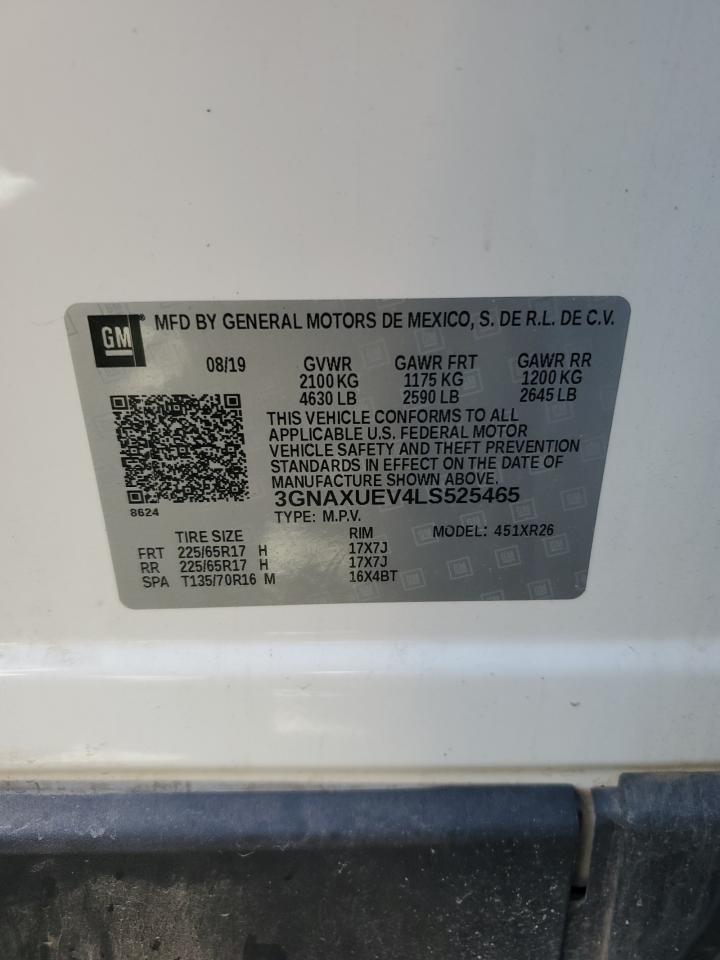 GM ® MFD BY GENERAL MOTORS DE MEXICO, S. DE R.L. DE C.V.
08/19 GVWR GAWR FRT GAWR RR
2100 KG 1175 KG 1200 KG
4630 LB 2590 LB 2645 LB
THIS VEHICLE CONFORMS TO ALL
APPLICABLE U.S. FEDERAL MOTOR
VEHICLE SAFETY AND THEFT PREVENTION
STANDARDS IN EFFECT ON THE DATE OF
MANUFACTURE SHOWN ABOVE.
3GNAXUEV4LS525465
8624
TYPE: M.P.V.
TIRE SIZE RIM MODEL: 451XR26
FRT 225/65R17 H 17X7J
RR 225/65R17 H 17X7J
SPA T135/70R16 M 16X4BT